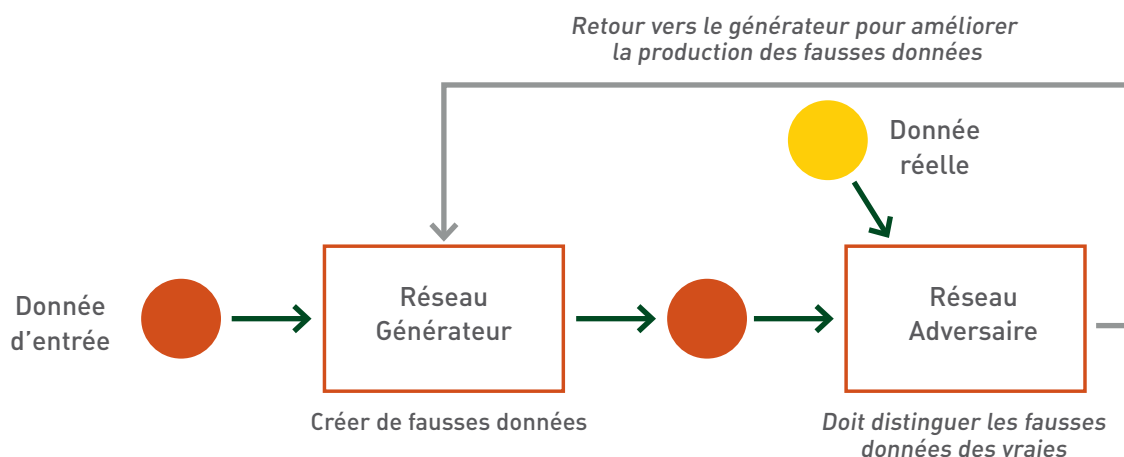 Retour vers le générateur pour améliorer
la production des fausses données
Donnée
réelle
Donnée
d'entrée
Réseau
Générateur
Réseau
Adversaire
Créer de fausses données
Doit distinguer les fausses
données des vraies